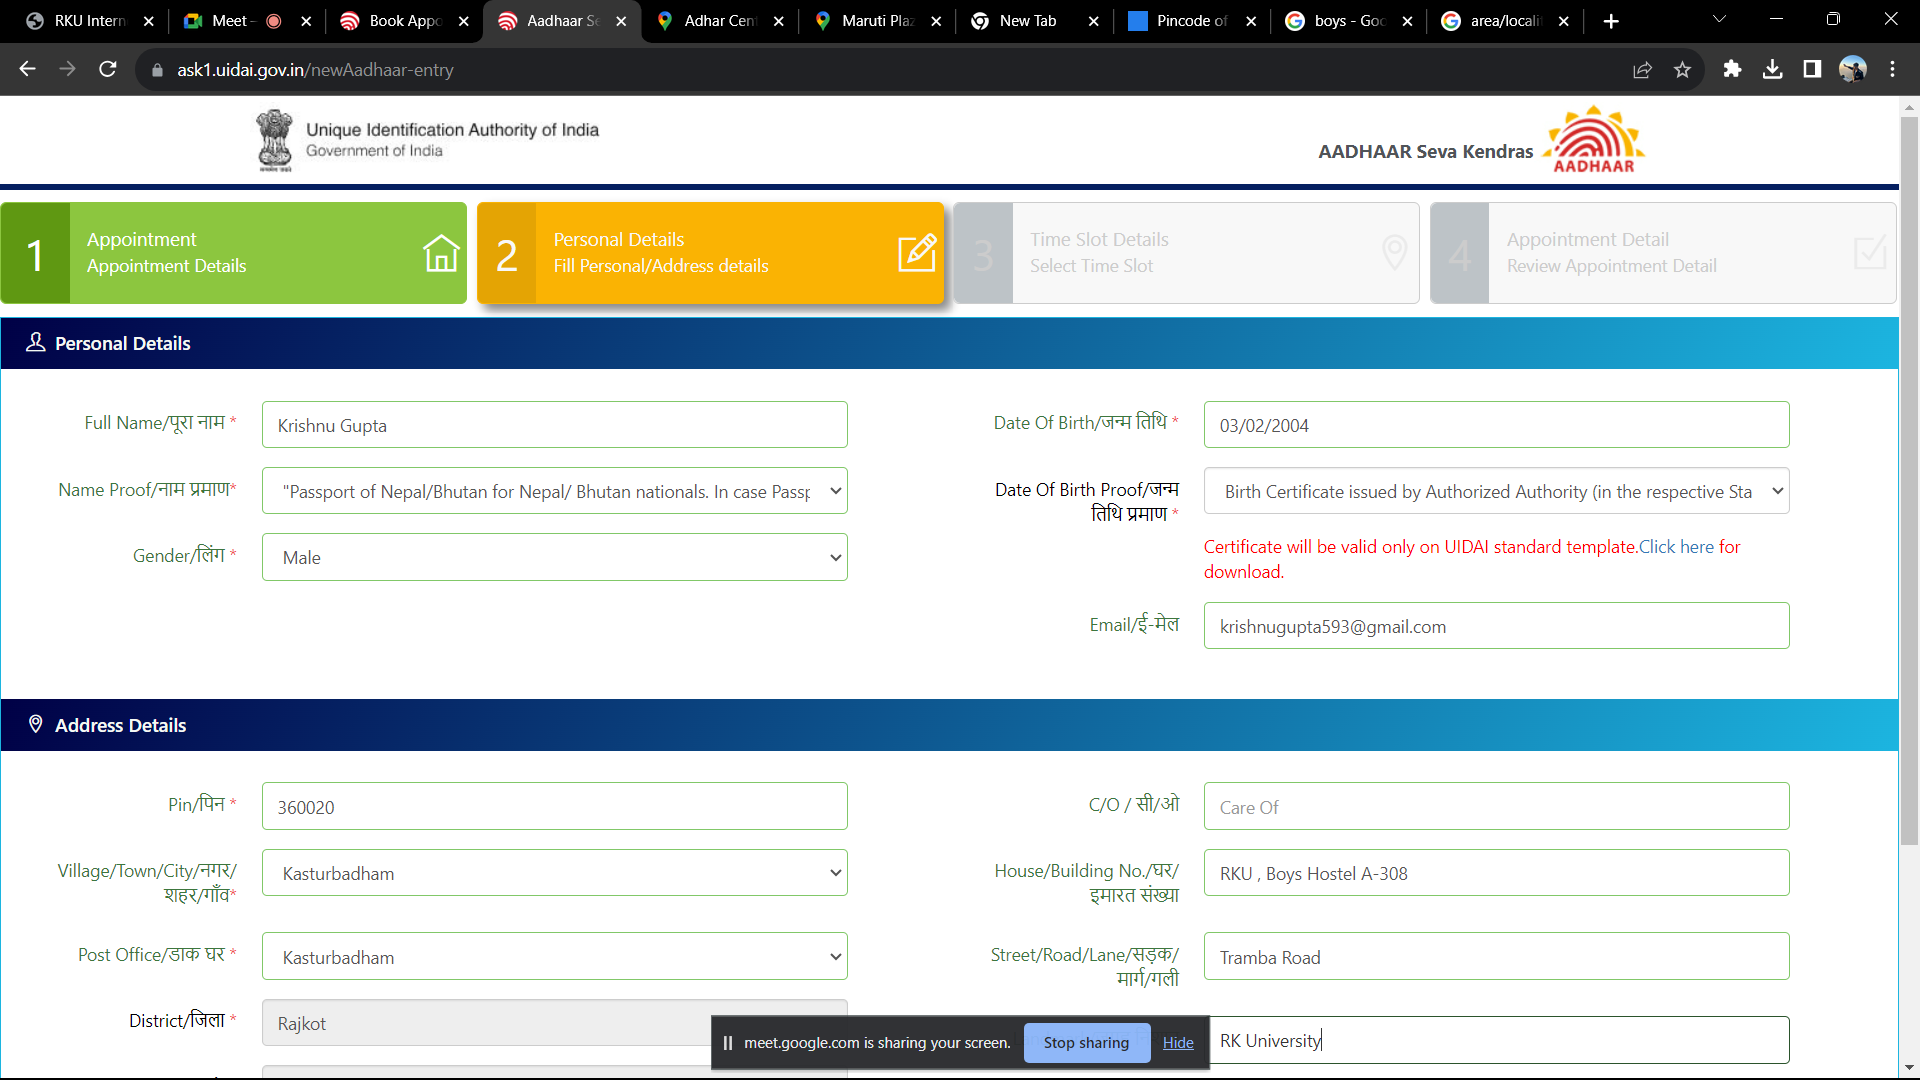 RKU Intern
Meet -
Book Appo
Aadhaar Se
Adhar Cent
Maruti Plaz
New Tab
Pincode of
boys - Goo
area/localit
ask1.uidai.gov.in/newAadhaar-entry
Unique Identification Authority of India
Government of India
AADHAAR Seva Kendras
AADHAAR
1
Appointment
Appointment Details
2
Personal Details
Fill Personal/Address details
3
Time Slot Details
Select Time Slot
4
Appointment Detail
Review Appointment Detail
Personal Details
Full Name/पूरा नाम *
Krishnu Gupta
Date Of Birth/जन्म तिथि *
03/02/2004
Name Proof/नाम प्रमाण*
"Passport of Nepal/Bhutan for Nepal/ Bhutan nationals. In case Passp
Date Of Birth Proof/जन्म
तिथि प्रमाण *
Birth Certificate issued by Authorized Authority (in the respective Sta
Gender/लिंग *
Male
Certificate will be valid only on UIDAI standard template.Click here for
download.
Email/ई-मेल
krishnugupta593@gmail.com
Address Details
Pin/पिन *
360020
C/O / सी/ओ
Care Of
Village/Town/City/नगर/
शहर/गाँव*
Kasturbadham
House/Building No./घर/
इमारत संख्या
RKU , Boys Hostel A-308
Post Office/डाक घर *
Kasturbadham
Street/Road/Lane/सड़क/
मार्ग/गली
Tramba Road
District/जिला *
Rajkot
RK University
meet.google.com is sharing your screen.
Stop sharing
Hide